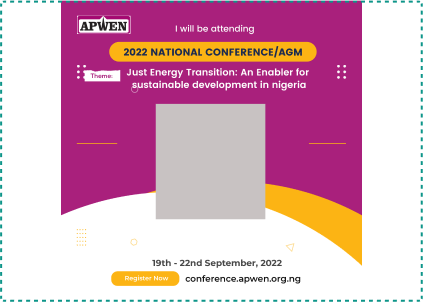 APWEN
I will be attending
2022 NATIONAL CONFERENCE/AGM
Theme:
Just Energy Transition: An Enabler for
sustainable development in nigeria
19th - 22nd September, 2022
Register Now
conference.apwen.org.ng